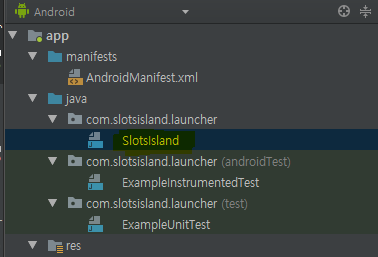 Android
app
manifests
AndroidManifest.xml
java
com.slotsisland.launcher
SlotsIsland
com.slotsisland.launcher (androidTest)
ExampleInstrumentedTest
com.slotsisland.launcher (test)
ExampleUnitTest
res